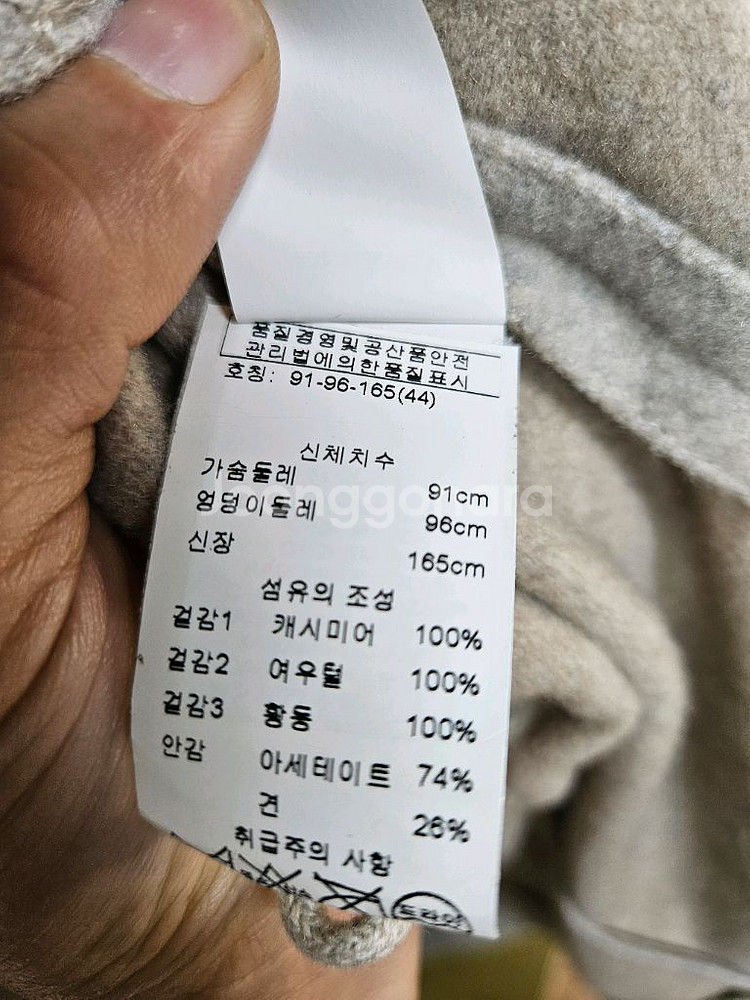 품질경영및공산품안전
관리법에의한품질표시
호칭: 91-96-165(44)
신체치수
가슴둘레 91cm
엉덩이둘레 96cm
신장 165cm
섬유의 조성
겉감1 캐시미어 100%
겉감2 여우털 100%
겉감3 황동 100%
안감 아세테이트 74%
견 26%
취급주의 사항
드라이